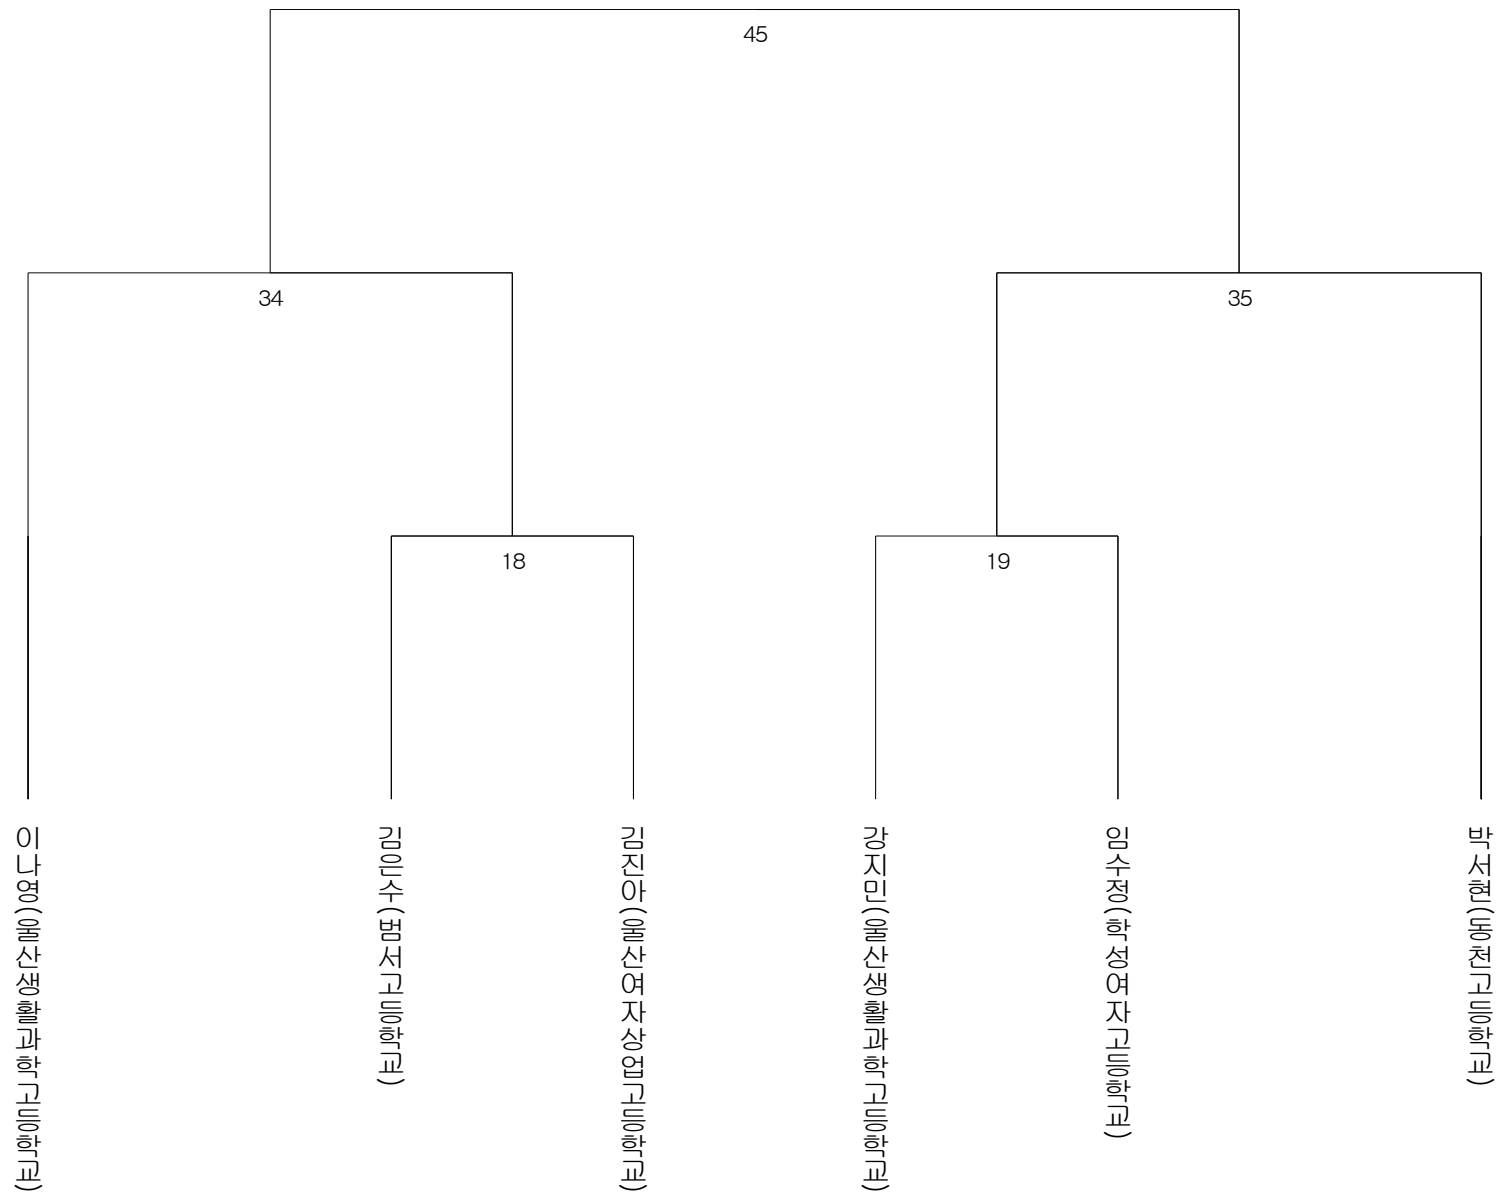 45
34
35
18
19
이나영(울산생활과학고등학교)
김은수(범서고등학교)
김진아(울산여자상업고등학교)
강지민(울산생활과학고등학교)
임수정(학성여자고등학교)
박서현(동천고등학교)